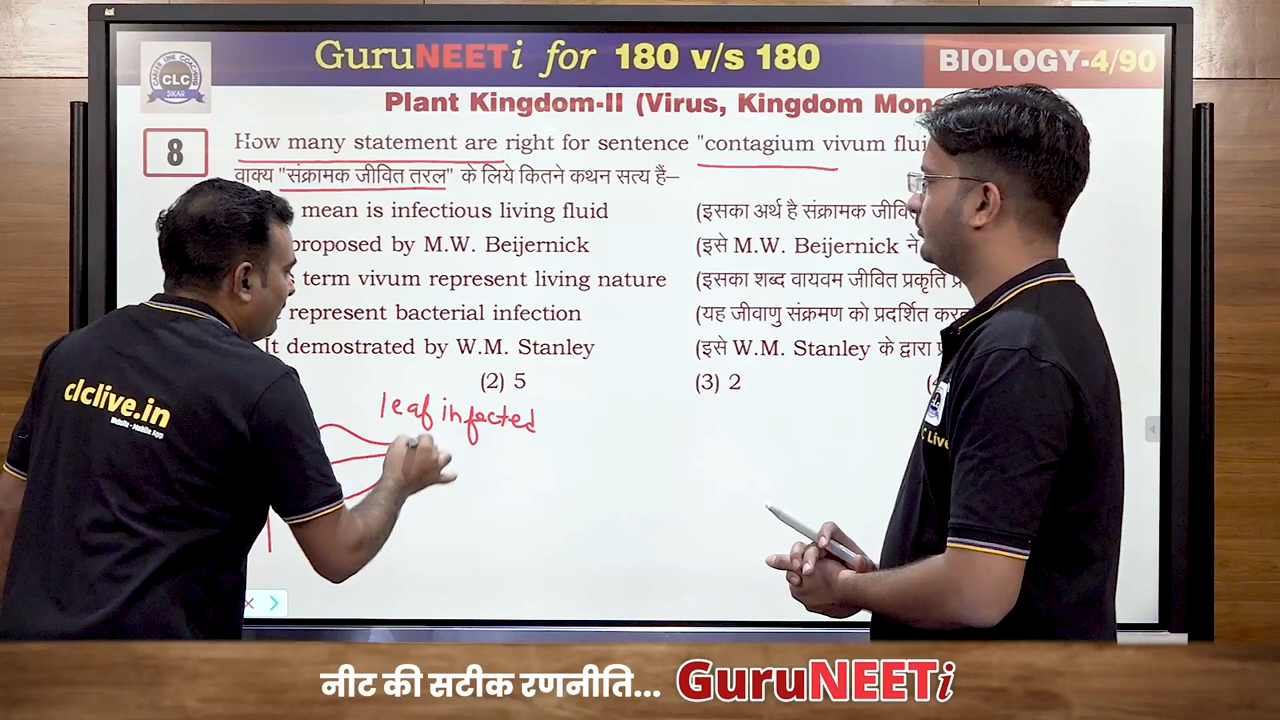 GuruNEETi for 180 v/s 180
BIOLOGY-4/90
CLC
SIKAR
Plant Kingdom-II (Virus, Kingdom
8
How many statement are right for sentence "contagium vivum
वाक्य "संक्रामक जीवित तरल" के लिये कितने कथन सत्य हैं–
mean is infectious living fluid (इसका अर्थ है संक्रामक
proposed by M.W. Beijernick (इसे M.W. Beijernick ने
term vivum represent living nature (इसका शब्द वायवम जीवित प्रकृति
represent bacterial infection (यह जीवाणु संक्रमण को प्रदर्शित
It demostrated by W.M. Stanley (इसे W.M. Stanley के द्वारा
(2) 5 (3) 2
leaf infected
clclive.in
Website - Mobile App
नीट की सटीक रणनीति... GuruNEETi